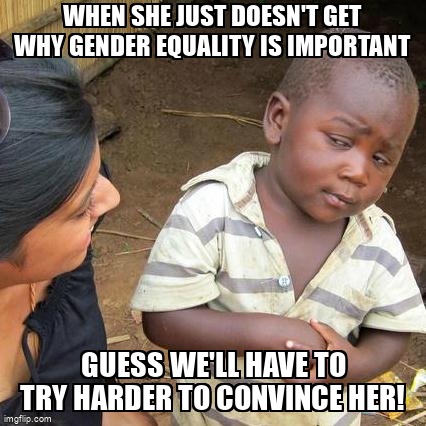 WHEN SHE JUST DOESN'T GET
WHY GENDER EQUALITY IS IMPORTANT
GUESS WE'LL HAVE TO
TRY HARDER TO CONVINCE HER!
imgflip.com